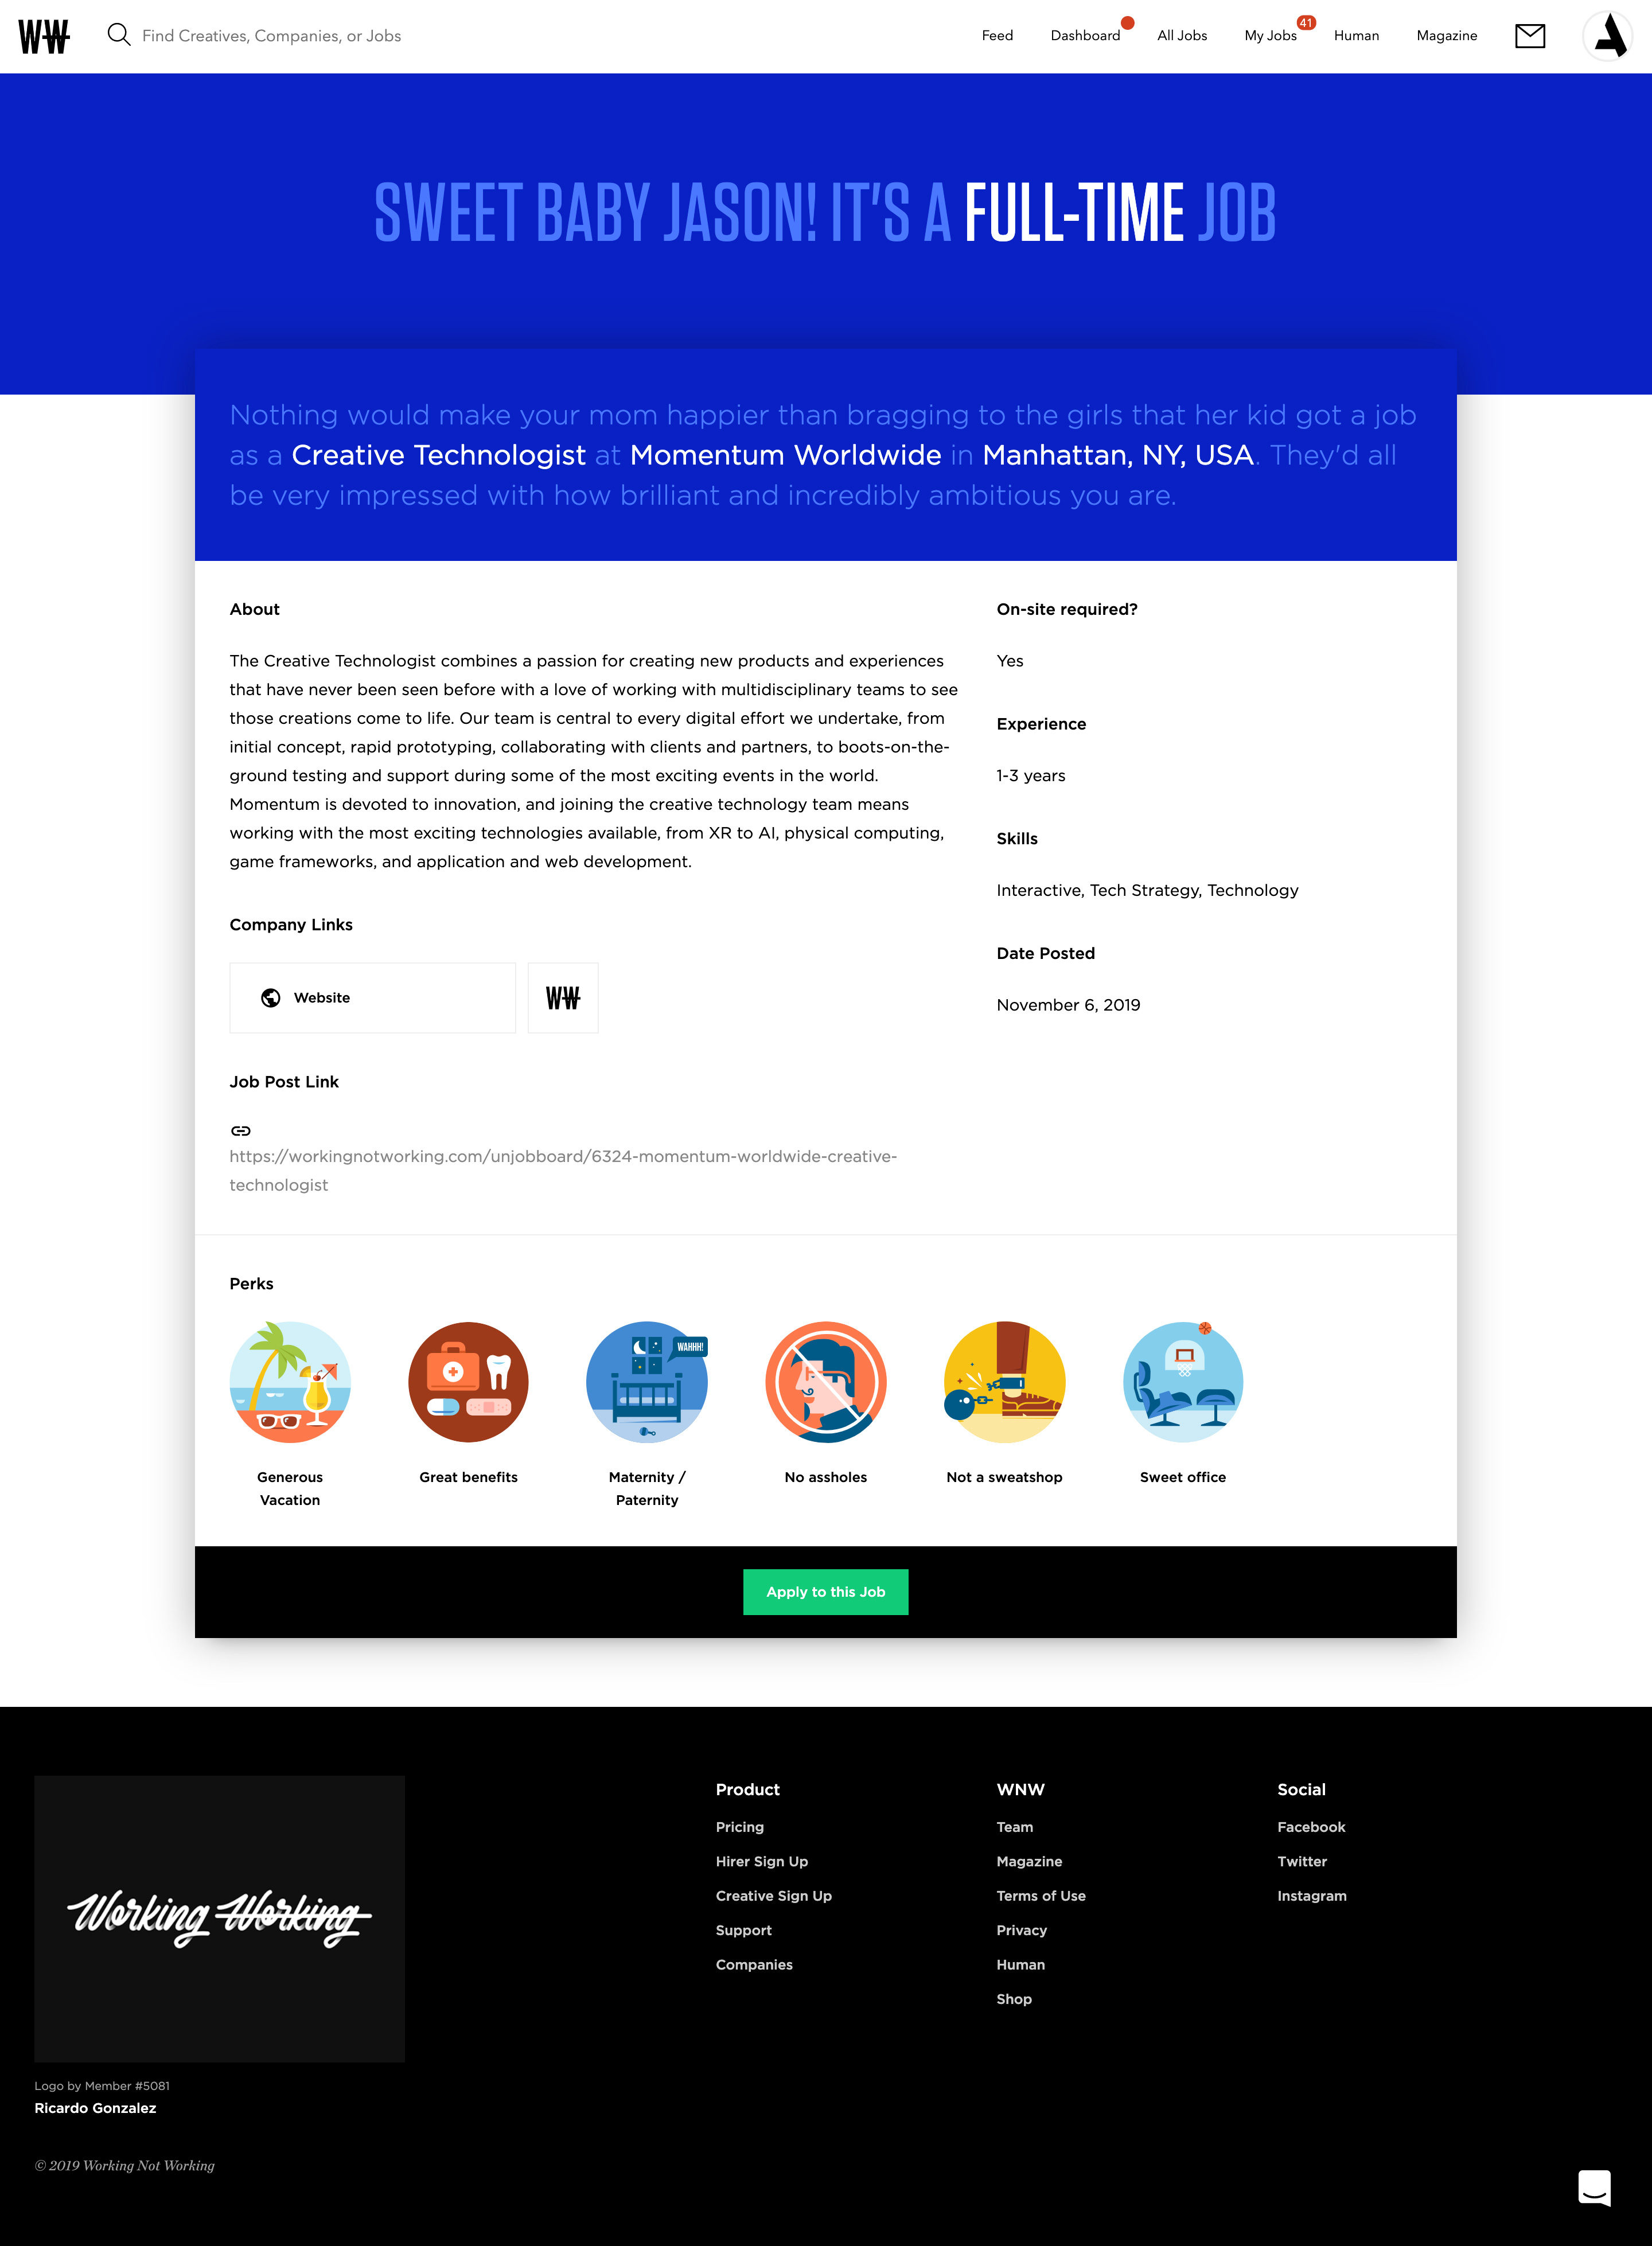 WW
Find Creatives, Companies, or Jobs
Feed
Dashboard
All Jobs
My Jobs
41
Human
Magazine
SWEET BABY JASON! IT'S A FULL-TIME JOB
Nothing would make your mom happier than bragging to the girls that her kid got a job
as a Creative Technologist at Momentum Worldwide in Manhattan, NY, USA. They'd all
be very impressed with how brilliant and incredibly ambitious you are.
About
The Creative Technologist combines a passion for creating new products and experiences
that have never been seen before with a love of working with multidisciplinary teams to see
those creations come to life. Our team is central to every digital effort we undertake, from
initial concept, rapid prototyping, collaborating with clients and partners, to boots-on-the-
ground testing and support during some of the most exciting events in the world.
Momentum is devoted to innovation, and joining the creative technology team means
working with the most exciting technologies available, from XR to AI, physical computing,
game frameworks, and application and web development.
Company Links
Website
WW
Job Post Link
https://workingnotworking.com/unjobboard/6324-momentum-worldwide-creative-
technologist
On-site required?
Yes
Experience
1-3 years
Skills
Interactive, Tech Strategy, Technology
Date Posted
November 6, 2019
Perks
WAHHH!
Generous
Vacation
Great benefits
Maternity /
Paternity
No assholes
Not a sweatshop
Sweet office
Apply to this Job
Working Working
Logo by Member #5081
Ricardo Gonzalez
© 2019 Working Not Working
Product
Pricing
Hirer Sign Up
Creative Sign Up
Support
Companies
WNW
Team
Magazine
Terms of Use
Privacy
Human
Shop
Social
Facebook
Twitter
Instagram